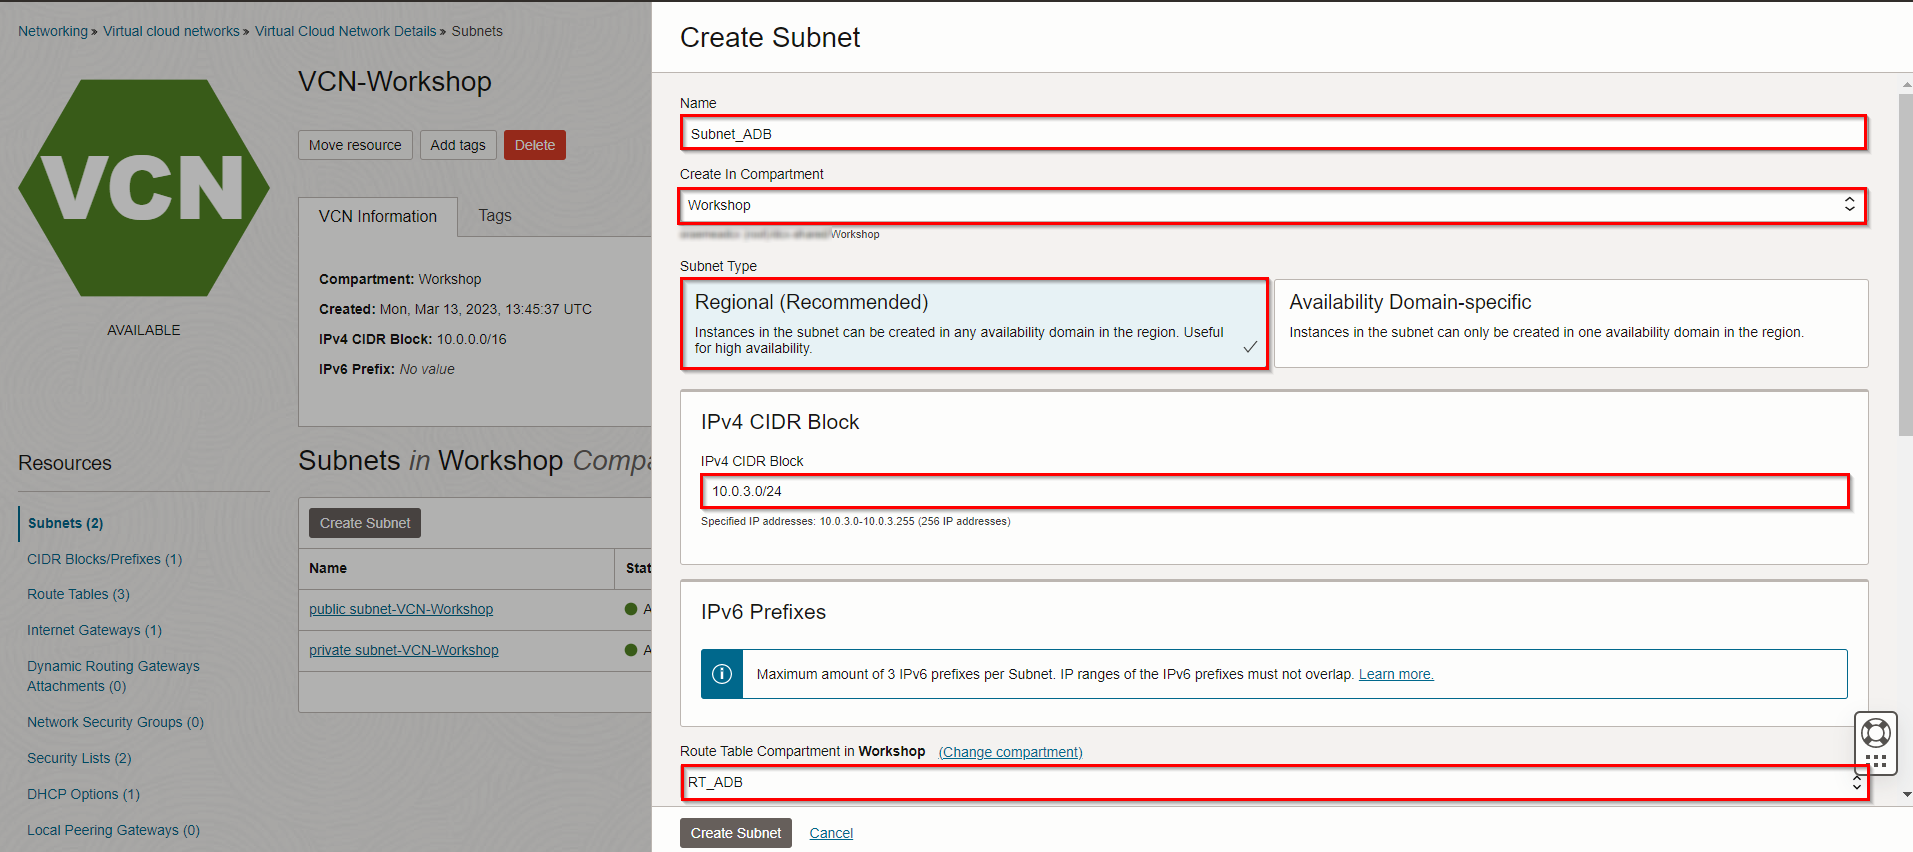 Networking » Virtual cloud networks » Virtual Cloud Network Details » Subnets
VCN
AVAILABLE
VCN-Workshop
Move resource
Add tags
Delete
VCN Information
Tags
Compartment: Workshop
Created: Mon, Mar 13, 2023, 13:45:37 UTC
IPv4 CIDR Block: 10.0.0.0/16
IPv6 Prefix: No value
Resources
Subnets (2)
CIDR Blocks/Prefixes (1)
Route Tables (3)
Internet Gateways (1)
Dynamic Routing Gateways
Attachments (0)
Network Security Groups (0)
Security Lists (2)
DHCP Options (1)
Local Peering Gateways (0)
Subnets in Workshop Compa
Create Subnet
Name
Stat
public subnet-VCN-Workshop
A
private subnet-VCN-Workshop
A
Create Subnet
Name
Subnet_ADB
Create In Compartment
Workshop
Workshop
Subnet Type
Regional (Recommended)
Instances in the subnet can be created in any availability domain in the region. Useful
for high availability.
Availability Domain-specific
Instances in the subnet can only be created in one availability domain in the region.
IPv4 CIDR Block
IPv4 CIDR Block
10.0.3.0/24
Specified IP addresses: 10.0.3.0-10.0.3.255 (256 IP addresses)
IPv6 Prefixes
Maximum amount of 3 IPv6 prefixes per Subnet. IP ranges of the IPv6 prefixes must not overlap. Learn more.
Route Table Compartment in Workshop (Change compartment)
RT_ADB
Create Subnet
Cancel